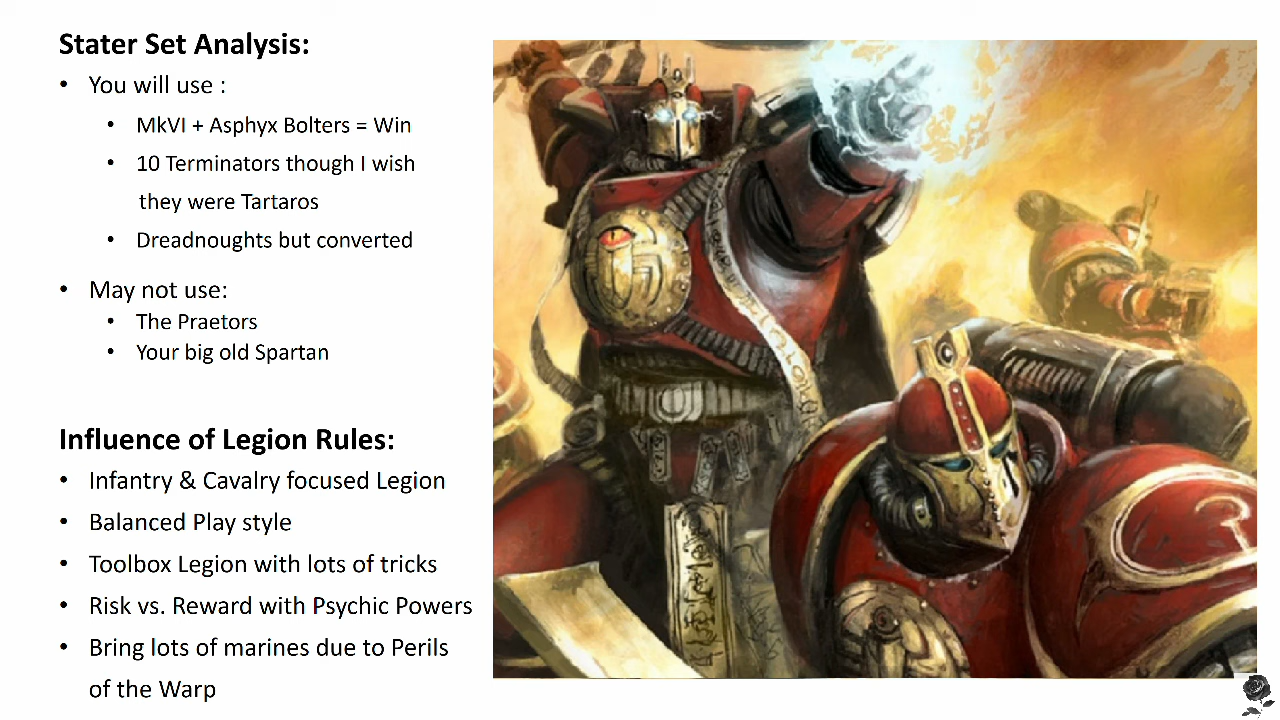 Stater Set Analysis:
• You will use :
• MkVI + Asphyx Bolters = Win
• 10 Terminators though I wish
they were Tartaros
• Dreadnoughts but converted
• May not use:
• The Praetors
• Your big old Spartan
Influence of Legion Rules:
• Infantry & Cavalry focused Legion
• Balanced Play style
• Toolbox Legion with lots of tricks
• Risk vs. Reward with Psychic Powers
• Bring lots of marines due to Perils
of the Warp